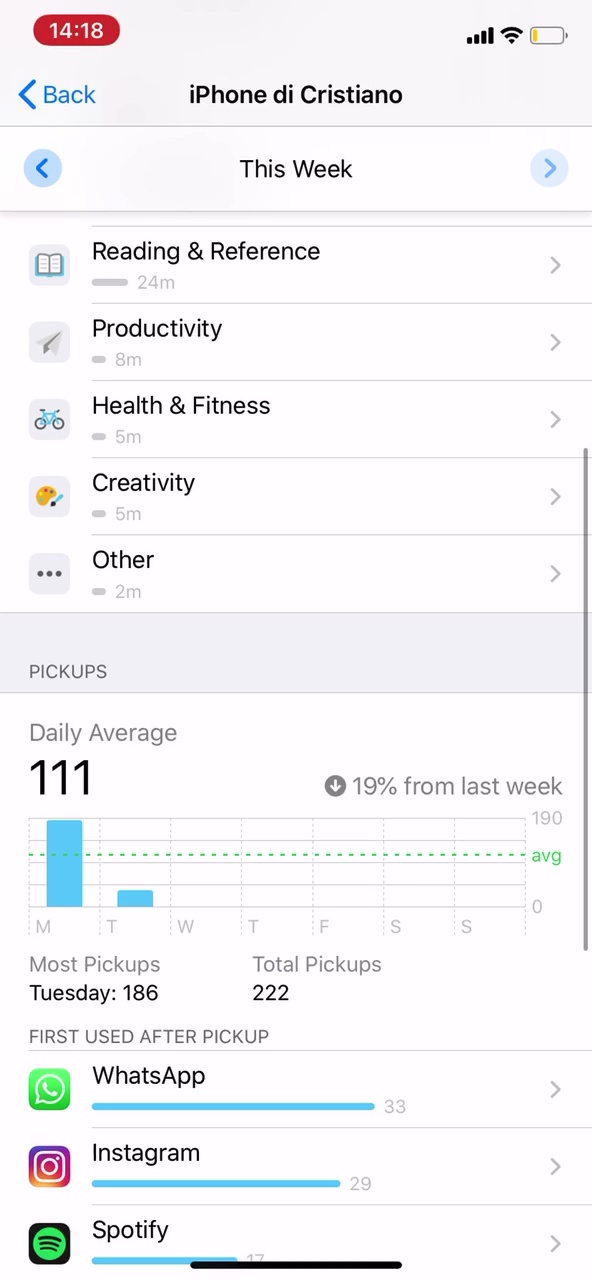 14:18
Back
iPhone di Cristiano
This Week
Reading & Reference
24m
Productivity
8m
Health & Fitness
5m
Creativity
5m
Other
2m
PICKUPS
Daily Average
111
19% from last week
190
avg
0
M T W T F S S
Most Pickups Total Pickups
Tuesday: 186 222
FIRST USED AFTER PICKUP
WhatsApp
33
Instagram
29
Spotify
17